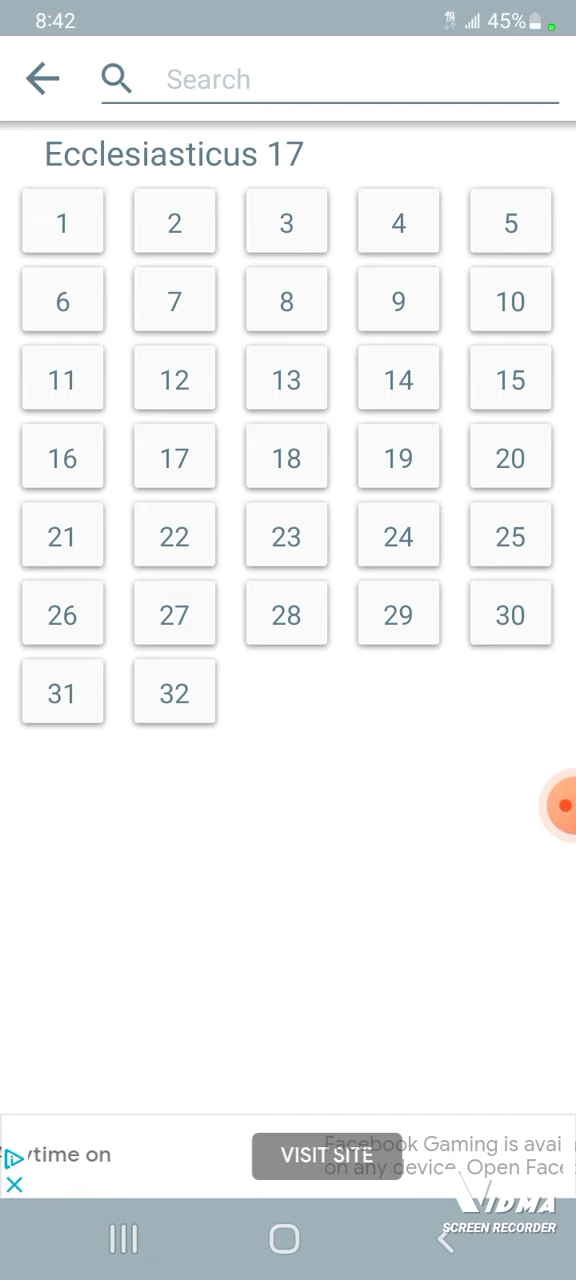 8:42 45%
Search
Ecclesiasticus 17
1 2 3 4 5
6 7 8 9 10
11 12 13 14 15
16 17 18 19 20
21 22 23 24 25
26 27 28 29 30
31 32
Facebook Gaming is avai
ytime on VISIT SITE
on any device. Open Face
VIDMA
SCREEN RECORDER